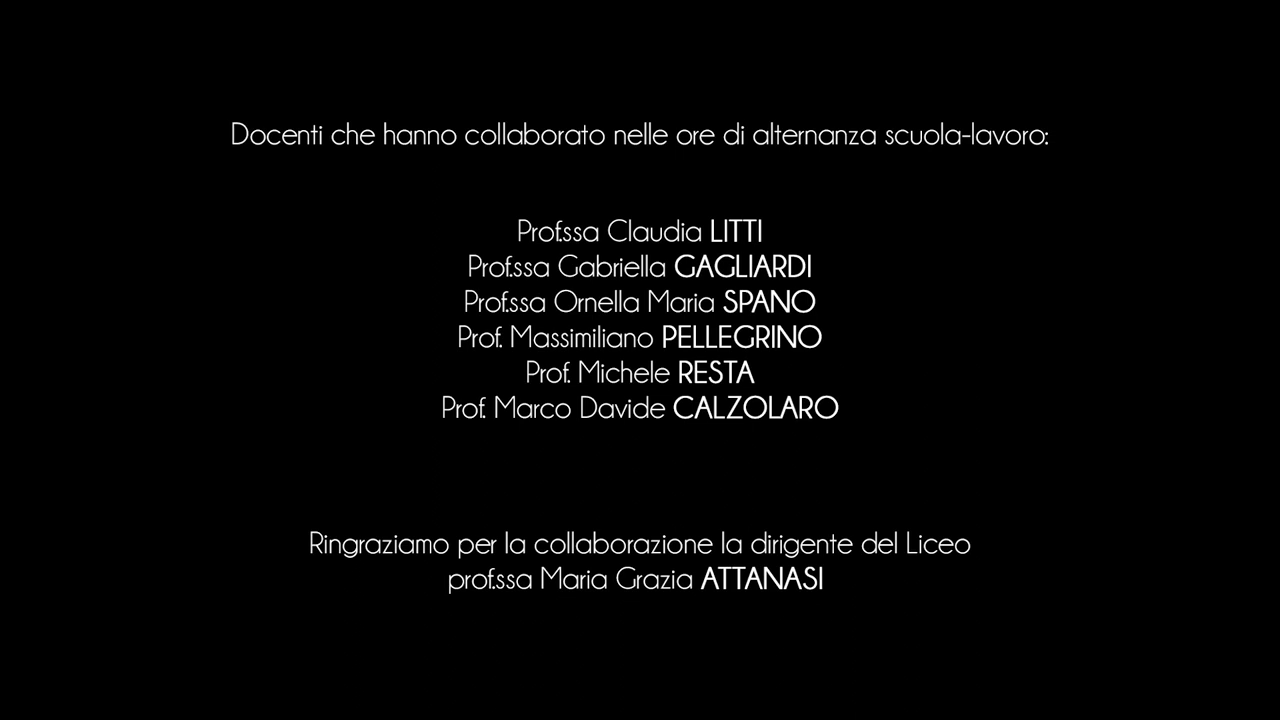 Docenti che hanno collaborato nelle ore di alternanza scuola-lavoro:
Prof.ssa Claudia LITTI
Prof.ssa Gabriella GAGLIARDI
Prof.ssa Ornella Maria SPANO
Prof. Massimiliano PELLEGRINO
Prof. Michele RESTA
Prof. Marco Davide CALZOLARO
Ringraziamo per la collaborazione la dirigente del Liceo
prof.ssa Maria Grazia ATTANASI